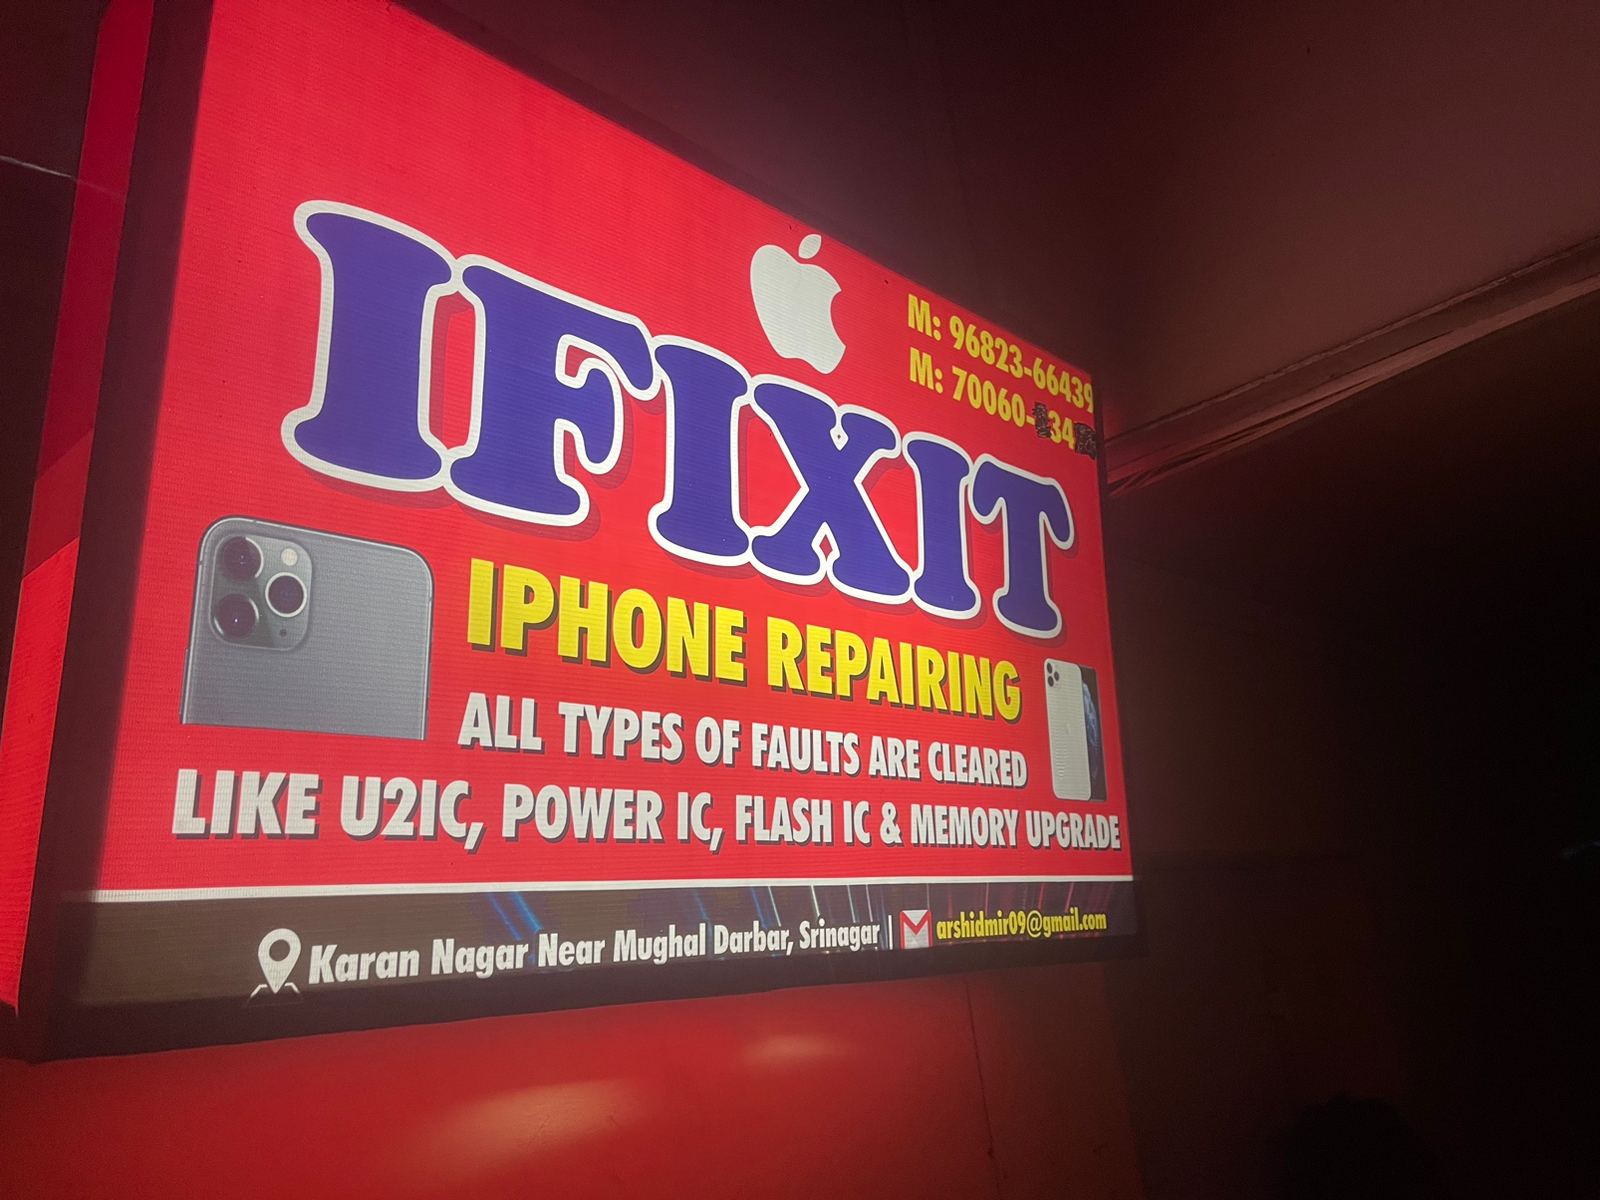 IFIXIT
M: 96823-66439
M: 70060-
IPHONE REPAIRING
ALL TYPES OF FAULTS ARE CLEARED
LIKE U2IC, POWER IC, FLASH IC & MEMORY UPGRADE
Karan Nagar Near Mughal Darbar, Srinagar | arshidmir09@gmail.com